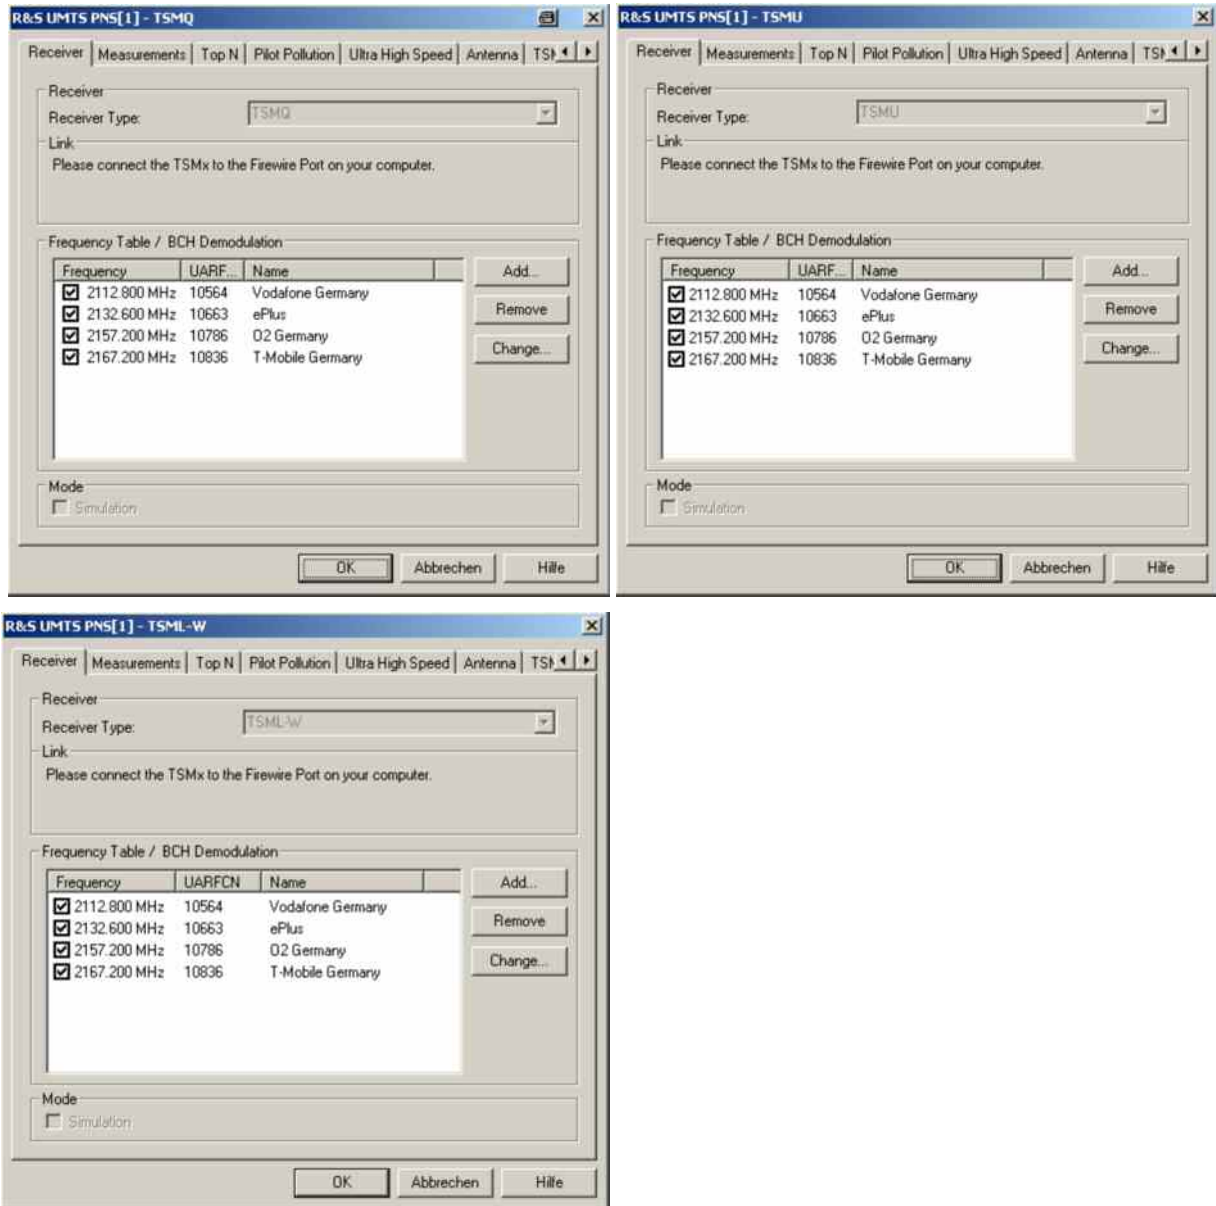 R&S UMTS PNS[1] - TSMQ
Receiver Measurements Top N Pilot Pollution Ultra High Speed Antenna TSM
Receiver
Receiver Type: TSMQ
Link
Please connect the TSMx to the Firewire Port on your computer.
Frequency Table / BCH Demodulation
Frequency UARF... Name
Add...
2112.800 MHz 10564 Vodafone Germany
2132.600 MHz 10663 ePlus
Remove
2157.200 MHz 10786 O2 Germany
Change...
2167.200 MHz 10836 T-Mobile Germany
Mode
Simulation
OK Abbrechen Hilfe
R&S UMTS PNS[1] - TSMU
Receiver Measurements Top N Pilot Pollution Ultra High Speed Antenna TSM
Receiver
Receiver Type: TSMU
Link
Please connect the TSMx to the Firewire Port on your computer.
Frequency Table / BCH Demodulation
Frequency UARF... Name
Add...
2112.800 MHz 10564 Vodafone Germany
2132.600 MHz 10663 ePlus
Remove
2157.200 MHz 10786 O2 Germany
Change...
2167.200 MHz 10836 T-Mobile Germany
Mode
Simulation
OK Abbrechen Hilfe
R&S UMTS PNS[1] - TSML-W
Receiver Measurements Top N Pilot Pollution Ultra High Speed Antenna TSM
Receiver
Receiver Type: TSML-W
Link
Please connect the TSMx to the Firewire Port on your computer.
Frequency Table / BCH Demodulation
Frequency UARFCN Name
Add...
2112.800 MHz 10564 Vodafone Germany
2132.600 MHz 10663 ePlus
Remove
2157.200 MHz 10786 O2 Germany
Change...
2167.200 MHz 10836 T-Mobile Germany
Mode
Simulation
OK Abbrechen Hilfe